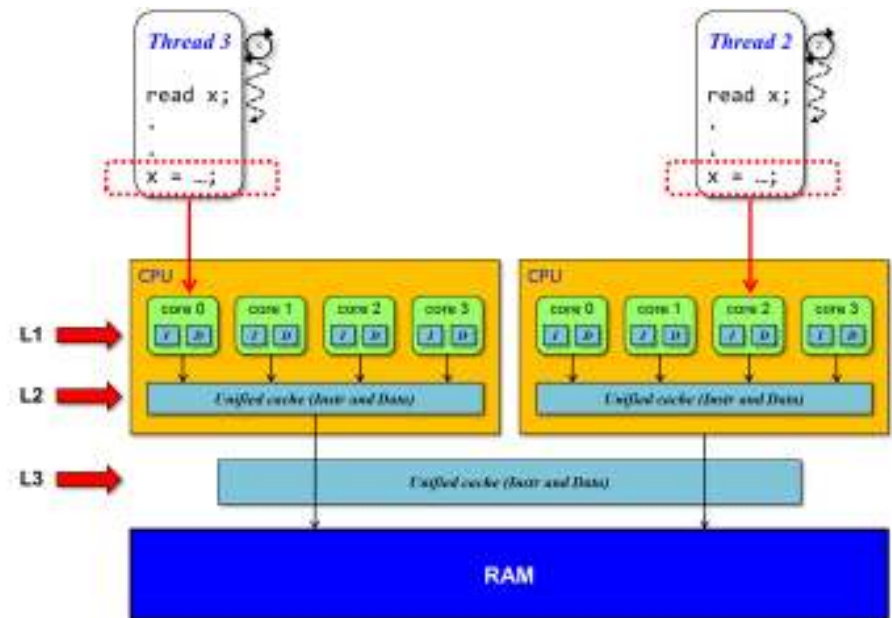 Thread 3
read x;
.
.
x = …;
Thread 2
read x;
.
.
x = …;
CPU
core 0
core 1
core 2
core 3
I D
I D
I D
I D
CPU
core 0
core 1
core 2
core 3
I D
I D
I D
I D
L1
L2
Unified cache (Instr and Data)
Unified cache (Instr and Data)
L3
Unified cache (Instr and Data)
RAM